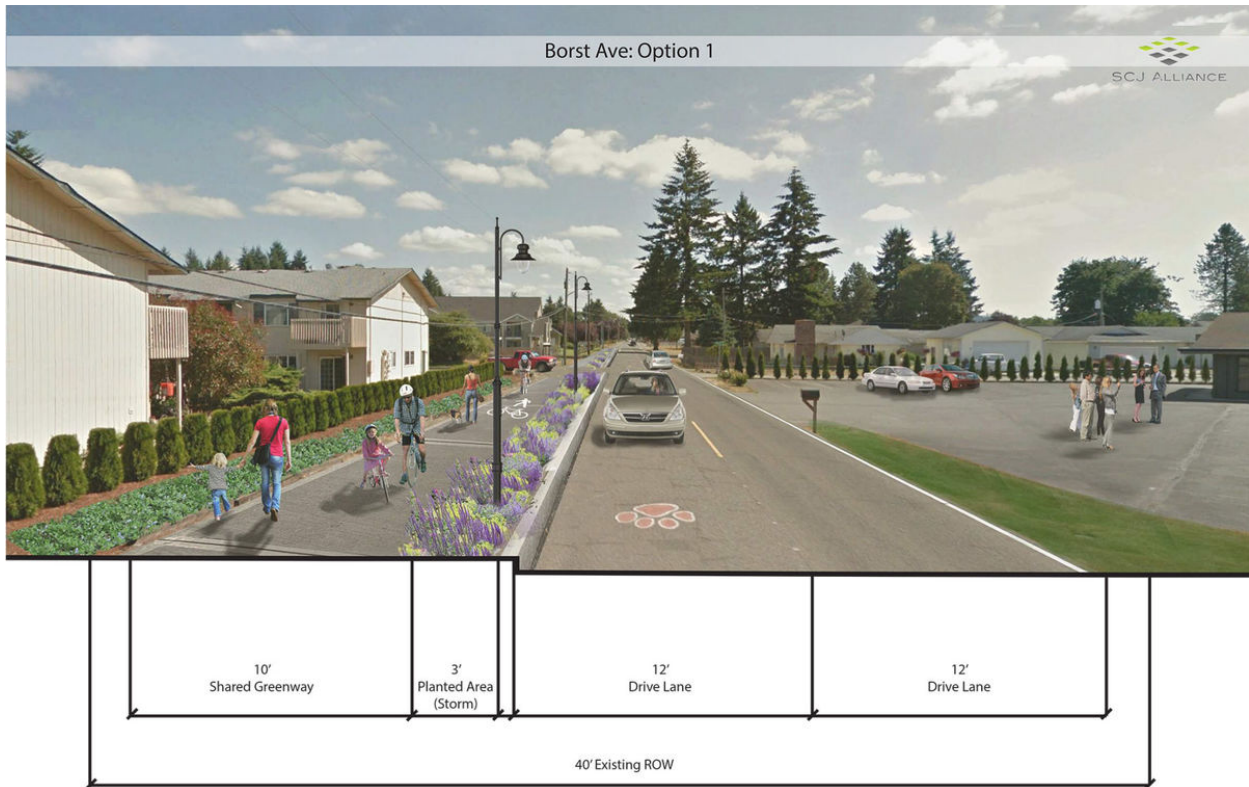 Borst Ave: Option 1
SCJ ALLIANCE
10'
Shared Greenway
3'
Planted Area
(Storm)
12'
Drive Lane
12'
Drive Lane
40' Existing ROW